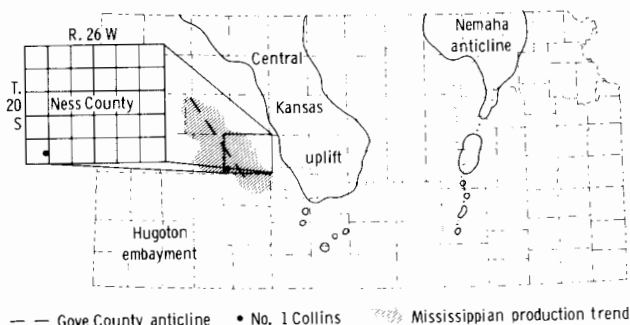 R. 26 W
T.
20
S
Ness County
Central
Kansas
uplift
Nemaha
anticline
Hugoton
embayment
Gove County anticline
No. 1 Collins
Mississippian production trend